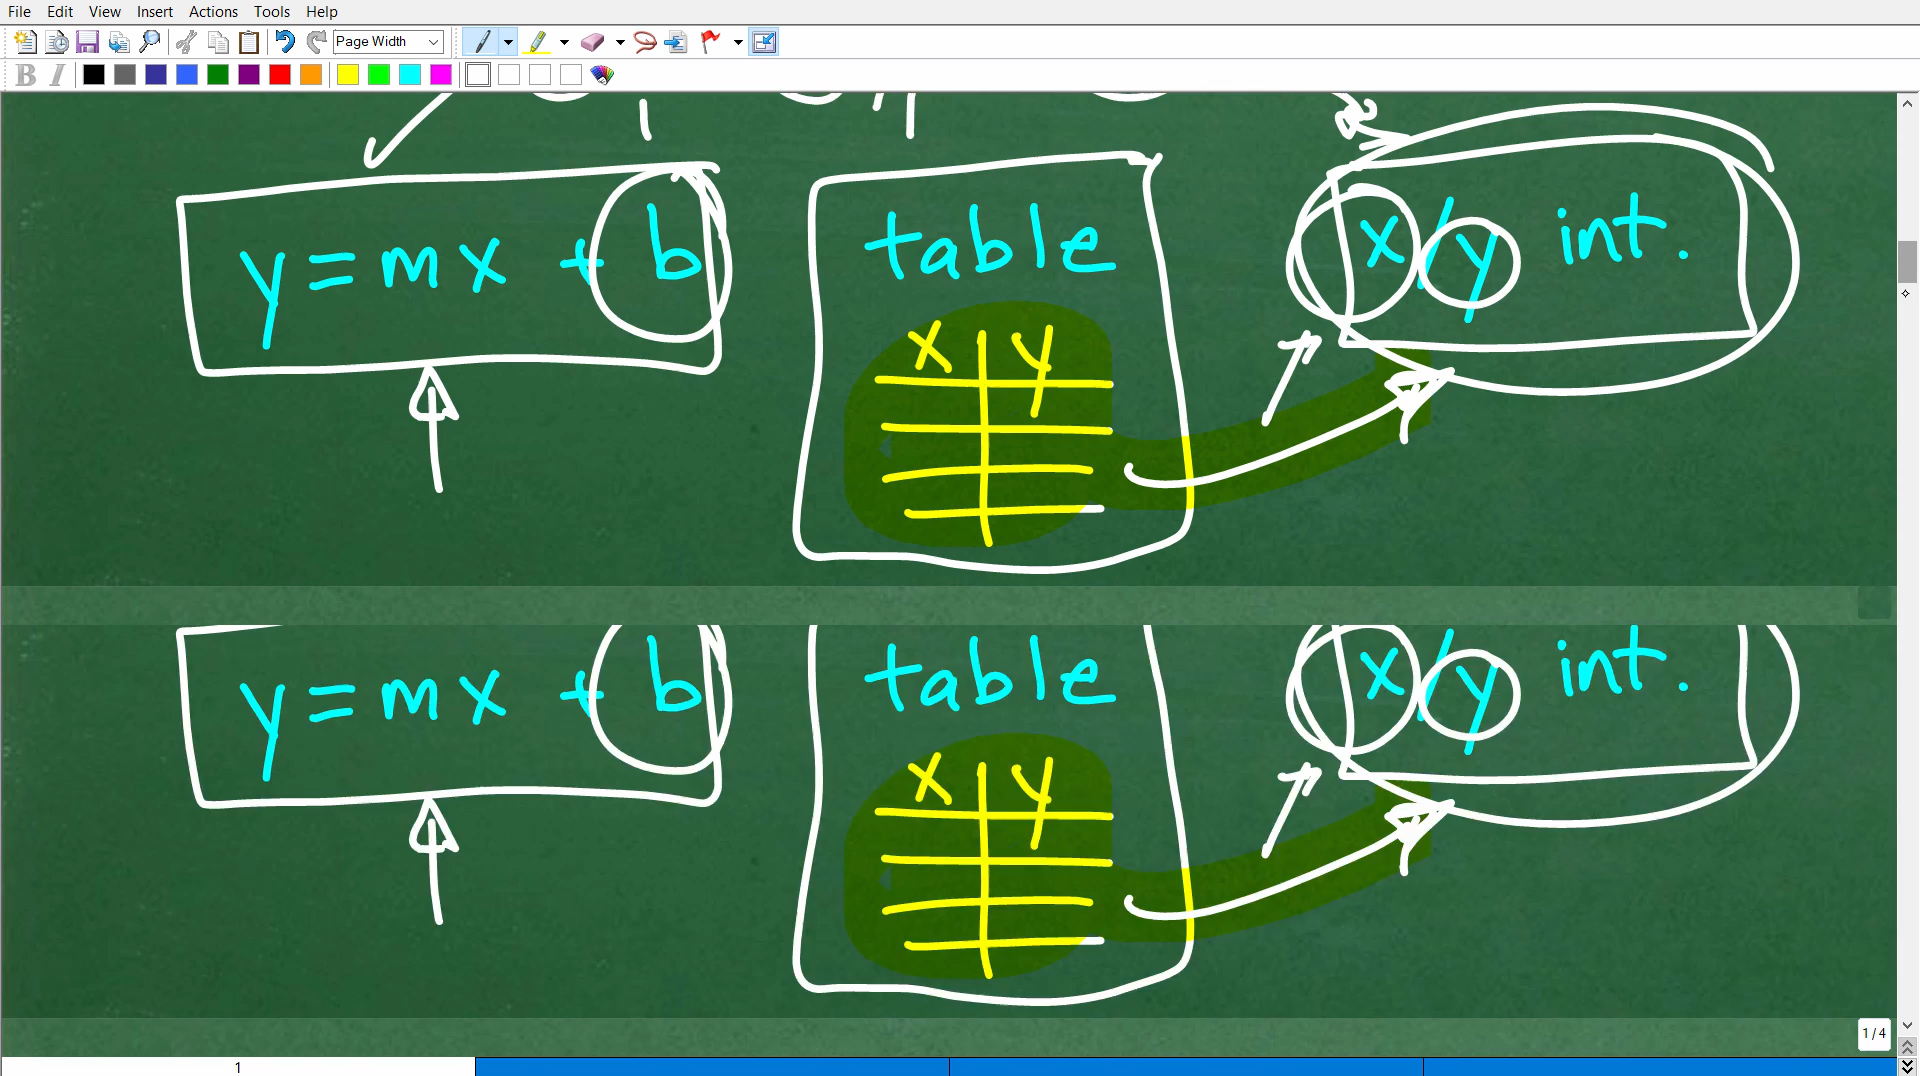 File Edit View Insert Actions Tools Help
Page Width
B I
y = mx + b
table
x/y int.
x y
y = mx + b
table
x/y int.
x y
1 / 4
1